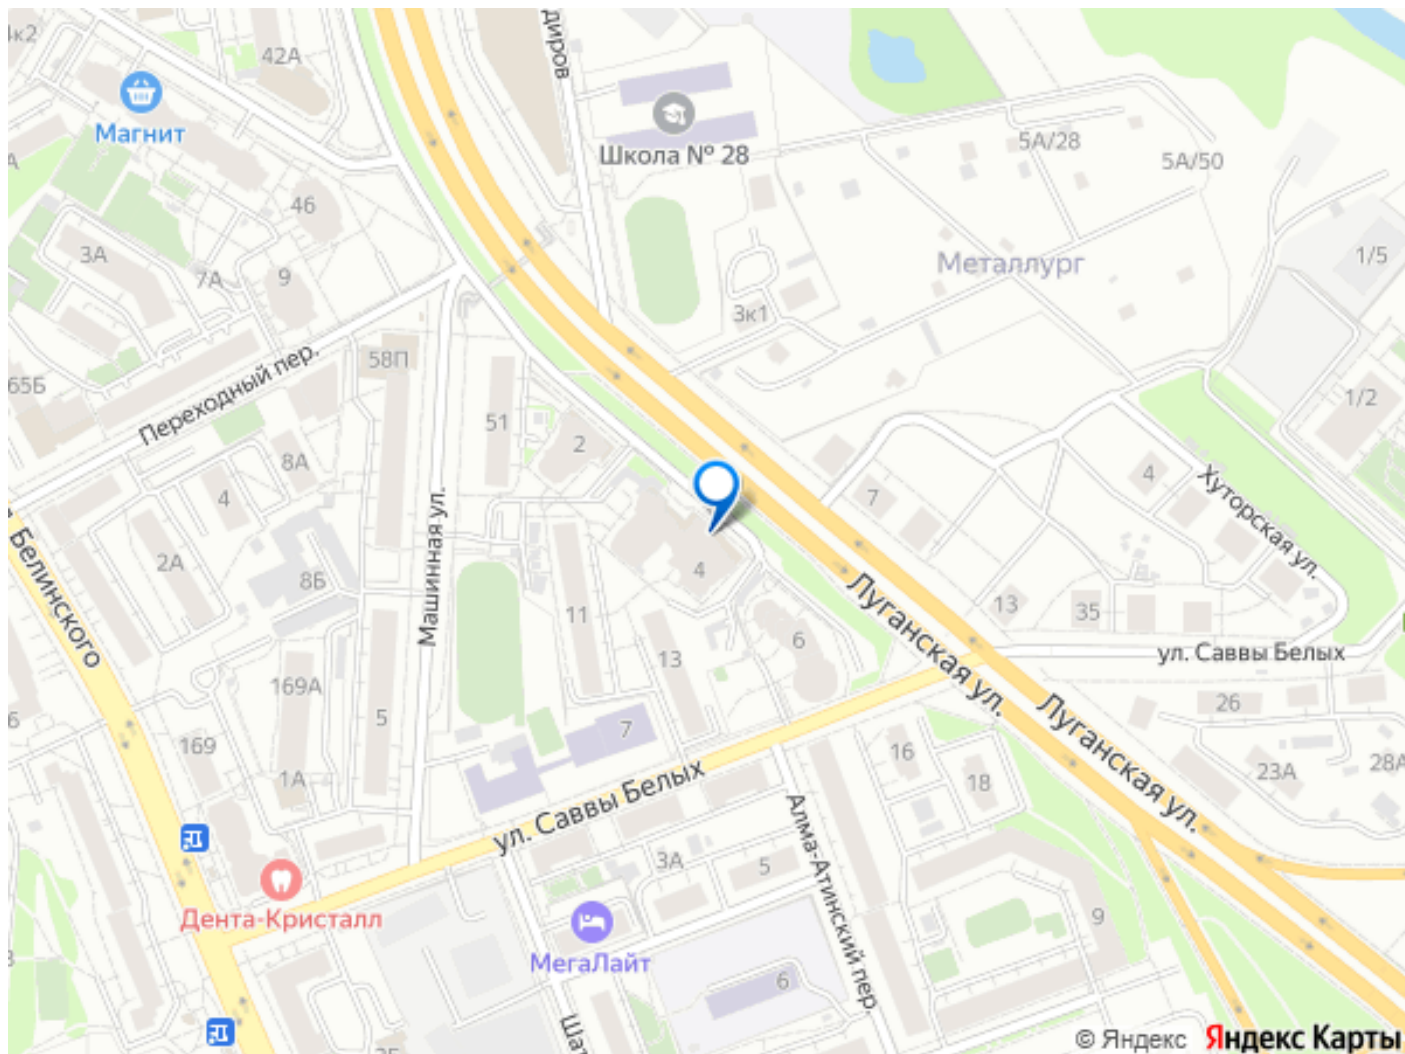 диров
4к2
42А
Магнит
Школа № 28
5А/28
5А/50
А
46
3А
7А
9
Металлург
1/5
3к1
58П
65Б
Переходный пер.
51
2
1/2
8А
4
7
4
Хуторская ул.
Белинского
2А
8Б
Машинная ул.
11
4
13
6
Луганская ул.
13
35
ул. Саввы Белых
169А
5
7
26
Луганская ул.
6
169
1А
16
18
23А
28А
ул. Саввы Белых
3А
5
Алма-Атинский пер.
Дента-Кристалл
МегаЛайт
9
6
Шат
© Яндекс
Яндекс Карты